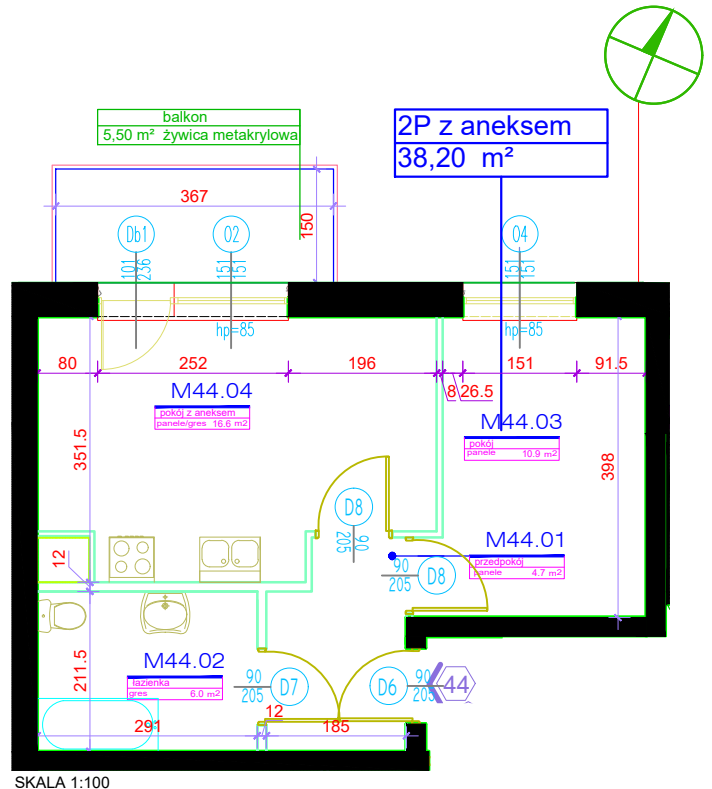 balkon
5,50 m² żywica metakrylowa
2P z aneksem
38,20 m²
367
150
Db1
O2
O4
101
236
151
151
151
151
hp=85
hp=85
80
252
196
8
26.5
151
91.5
M44.04
pokój z aneksem
panele/gres 16.6 m2
M44.03
pokój
panele 10.9 m2
351.5
398
D8
90
205
M44.01
przedpokój
panele 4.7 m2
90
205
D8
12
211.5
M44.02
łazienka
gres 6.0 m2
90
205
D7
D6
90
205
44
12
291
185
SKALA 1:100